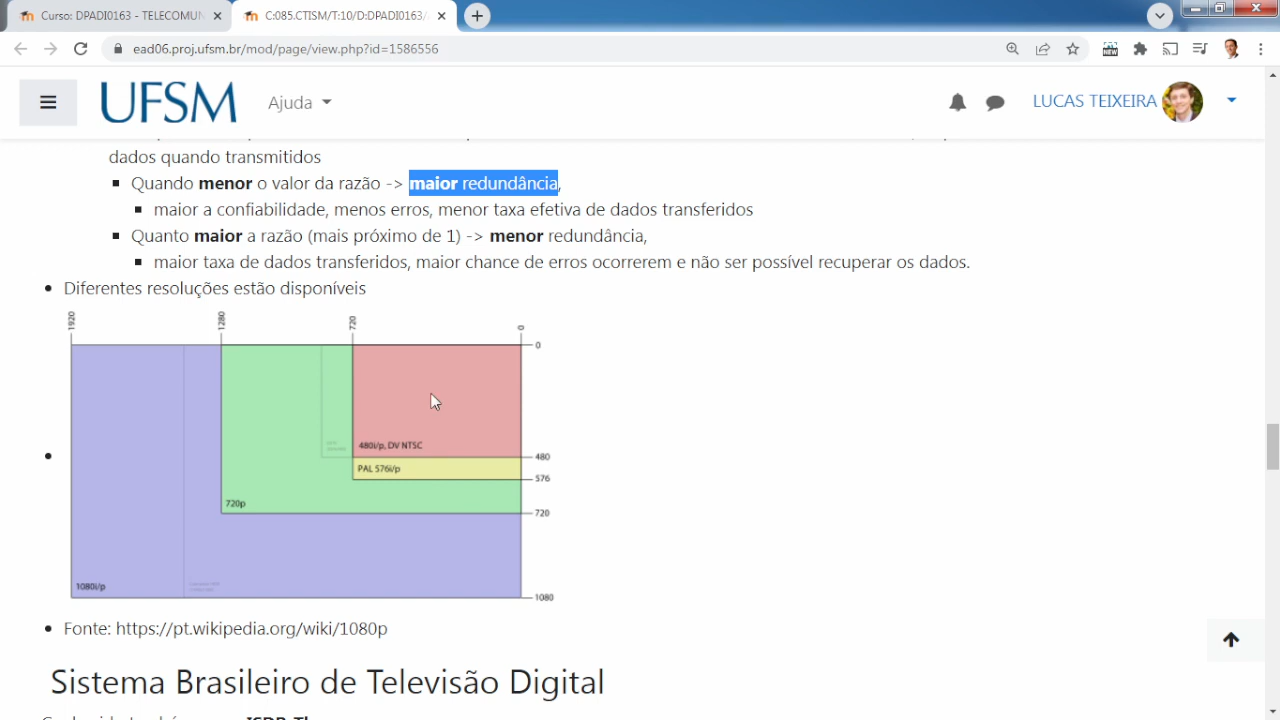 Curso: DPADI0163 - TELECOMUN
C:085.CTISM/T:10/D:DPADI0163/
ead06.proj.ufsm.br/mod/page/view.php?id=1586556
NEW
UFSM
Ajuda
LUCAS TEIXEIRA
dados quando transmitidos
Quando menor o valor da razão -> maior redundância,
maior a confiabilidade, menos erros, menor taxa efetiva de dados transferidos
Quanto maior a razão (mais próximo de 1) -> menor redundância,
maior taxa de dados transferidos, maior chance de erros ocorrerem e não ser possível recuperar os dados.
Diferentes resoluções estão disponíveis
1920
1280
720
0
0
480i/p, DV NTSC
480
PAL 576i/p
576
720p
720
1080i/p
1080
Fonte: https://pt.wikipedia.org/wiki/1080p
Sistema Brasileiro de Televisão Digital